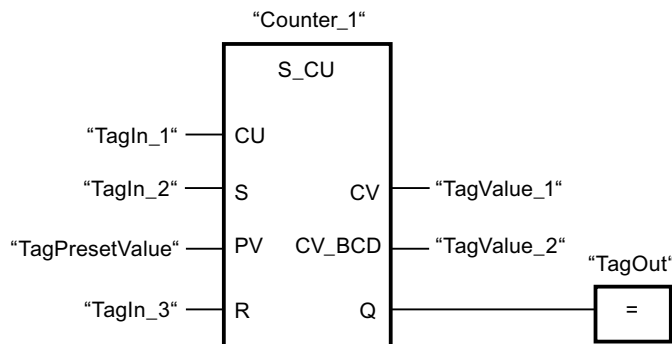 “Counter_1“
S_CU
“TagIn_1“ CU
“TagIn_2“ S CV “TagValue_1“
“TagPresetValue“ PV CV_BCD “TagValue_2“
“TagOut“
“TagIn_3“ R Q =